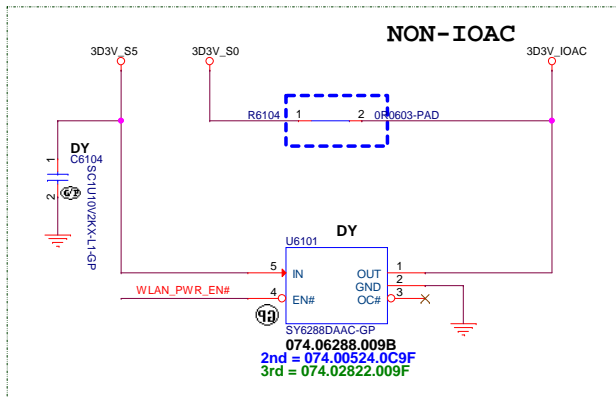 NON-IOAC
3D3V_S5
3D3V_S0
3D3V_IOAC
R6104
1
2
0R0603-PAD
DY
C6104
1
2
SC1U10V2KX-L1-GP
DY
U6101
5
IN
OUT
1
GND
2
WLAN_PWR_EN#
4
EN#
OC#
3
SY6288DAAC-GP
074.06288.009B
2nd = 074.00524.0C9F
3rd = 074.02822.009F